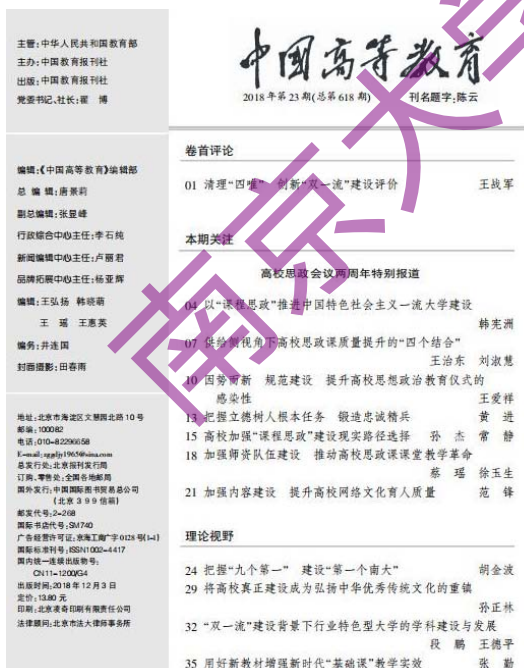 主管:中华人民共和国教育部
主办:中国教育报刊社
出版:中国教育报刊社
党委书记、社长:翟 博
编辑:《中国高等教育》编辑部
总 编 辑:唐景莉
副总编辑:张显峰
行政综合中心主任:李石纯
新闻编辑中心主任:卢丽君
品牌拓展中心主任:杨亚辉
编辑:王弘扬 韩晓萌
王 瑶 王惠英
编务:井连国
封面摄影:田春雨
地址:北京市海淀区文慧园北路10号
邮编:100082
电话:010-82296658
E-mail:zggdjy1965@sina.com
总发行处:北京报刊发行局
订购、零售处:全国各地邮局
国外发行:中国国际图书贸易总公司
(北京399信箱)
邮发代号:2-268
国际书店代号:SM740
广告经营许可证:京海工商广字0128号(1-1)
国际标准刊号:ISSN1002-4417
国内统一连续出版物号:
CN11-1200/G4
出版时间:2018年12月3日
定价:13.80元
印刷:北京凌奇印刷有限责任公司
法律顾问:北京市法大律师事务所
中国高等教育
2018年第23期(总第618期) 刊名题字:陈云
卷首评论
01 清理“四唯” 创新“双一流”建设评价 王战军
本期关注
高校思政会议两周年特别报道
04 以“课程思政”推进中国特色社会主义一流大学建设
韩宪洲
07 供给侧视角下高校思政课质量提升的“四个结合”
王治东 刘淑慧
10 因势而新 规范建设 提升高校思想政治教育仪式的
感染性 王爱祥
13 把握立德树人根本任务 锻造忠诚精兵 黄 进
15 高校加强“课程思政”建设现实路径选择 孙 杰 常 静
18 加强师资队伍建设 推动高校思政课课堂教学革命
蔡 瑶 徐玉生
21 加强内容建设 提升高校网络文化育人质量 范 锋
理论视野
24 把握“九个第一” 建设“第一个南大” 胡金波
29 将高校真正建设成为弘扬中华优秀传统文化的重镇
孙正林
32 “双一流”建设背景下行业特色型大学的学科建设与发展
段 鹏 王德平
35 用好新教材增强新时代“基础课”教学实效 张 勤
南京大学